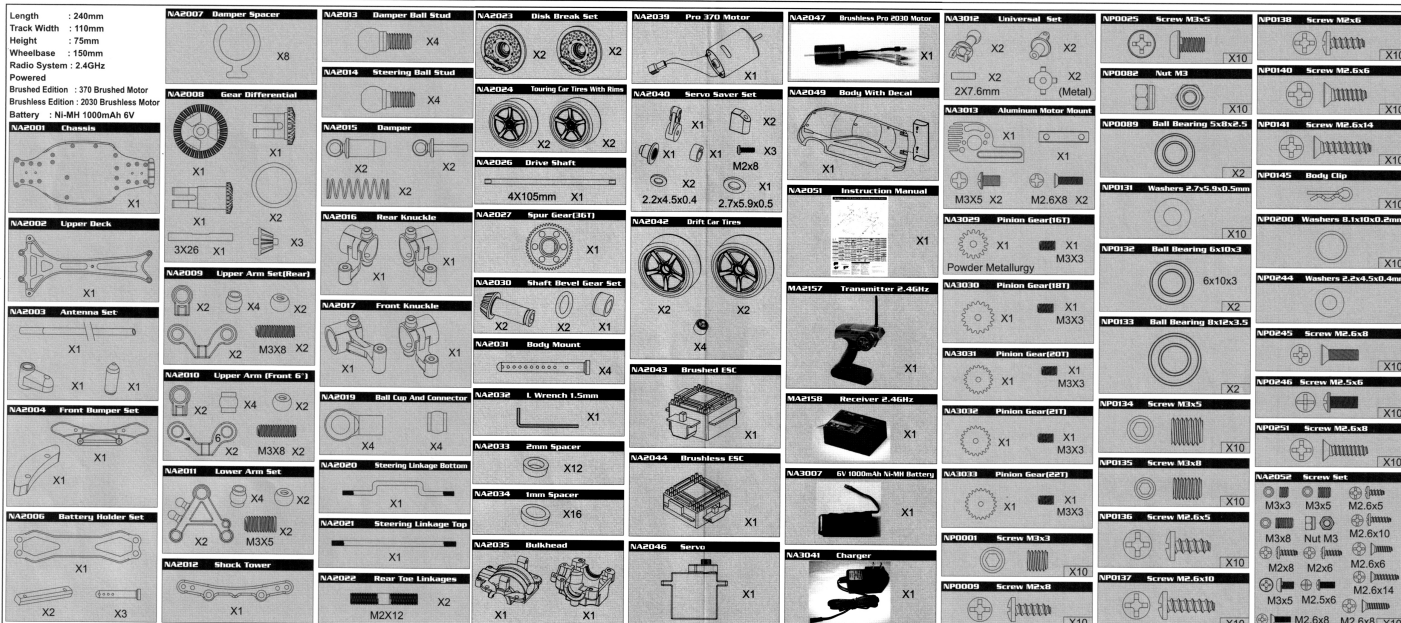 Length : 240mm
Track Width : 110mm
Height : 75mm
Wheelbase : 150mm
Radio System : 2.4GHz
Powered
Brushed Edition : 370 Brushed Motor
Brushless Edition : 2030 Brushless Motor
Battery : Ni-MH 1000mAh 6V
NA2001 Chassis
X1
NA2002 Upper Deck
X1
NA2003 Antenna Set
X1
X1 X1
NA2004 Front Bumper Set
X1
X1
NA2006 Battery Holder Set
X1
X2 X3
NA2007 Damper Spacer
X8
NA2008 Gear Differential
X1
X1
X1 X2
3X26 X1 X3
NA2009 Upper Arm Set(Rear)
X2 X4 X2
X2 M3X8 X2
NA2010 Upper Arm (Front 6°)
X2 X4 X2
6
X2 M3X8 X2
NA2011 Lower Arm Set
X4 X2
X2 M3X5 X2
NA2012 Shock Tower
X1
NA2013 Damper Ball Stud
X4
NA2014 Steering Ball Stud
X4
NA2015 Damper
X2 X2
X2
NA2016 Rear Knuckle
X1 X1
NA2017 Front Knuckle
X1 X1
NA2019 Ball Cup And Connector
X4 X4
NA2020 Steering Linkage Bottom
X1
NA2021 Steering Linkage Top
X1
NA2022 Rear Toe Linkages
M2X12 X2
NA2023 Disk Break Set
X2 X2
NA2024 Touring Car Tires With Rims
X2 X2
NA2026 Drive Shaft
4X105mm X1
NA2027 Spur Gear(36T)
X1
NA2030 Shaft Bevel Gear Set
X2 X2 X1
NA2031 Body Mount
X4
NA2032 L Wrench 1.5mm
X1
NA2033 2mm Spacer
X12
NA2034 1mm Spacer
X16
NA2035 Bulkhead
X1 X1
NA2039 Pro 370 Motor
X1
NA2040 Servo Saver Set
X1 X2
X1 X1 X3
M2x8
X2 X1
2.2x4.5x0.4 2.7x5.9x0.5
NA2042 Drift Car Tires
X2 X2
X4
NA2043 Brushed ESC
X1
NA2044 Brushless ESC
X1
NA2046 Servo
X1
NA2047 Brushless Pro 2030 Motor
X1
NA2049 Body With Decal
X1
NA2051 Instruction Manual
X1
MA2157 Transmitter 2.4GHz
X1
MA2158 Receiver 2.4GHz
X1
NA3007 6V 1000mAh Ni-MH Battery
X1
NA3041 Charger
X1
NA3012 Universal Set
X2 X2
X2 X2
2X7.6mm (Metal)
NA3013 Aluminum Motor Mount
X1
X1
M3X5 X2 M2.6X8 X2
NA3029 Pinion Gear(16T)
X1 X1
M3X3
Powder Metallurgy
NA3030 Pinion Gear(18T)
X1 X1
M3X3
NA3031 Pinion Gear(20T)
X1 X1
M3X3
NA3032 Pinion Gear(21T)
X1 X1
M3X3
NA3033 Pinion Gear(22T)
X1 X1
M3X3
NP0001 Screw M3x3
X10
NP0009 Screw M2x8
X10
NP0025 Screw M3x5
X10
NP0082 Nut M3
X10
NP0089 Ball Bearing 5x8x2.5
X2
NP0131 Washers 2.7x5.9x0.5mm
X10
NP0132 Ball Bearing 6x10x3
6x10x3
X2
NP0133 Ball Bearing 8x12x3.5
X2
NP0134 Screw M3x5
X10
NP0135 Screw M3x8
X10
NP0136 Screw M2.6x5
X10
NP0137 Screw M2.6x10
X10
NP0138 Screw M2x6
X10
NP0140 Screw M2.6x6
X10
NP0141 Screw M2.6x14
X10
NP0145 Body Clip
X10
NP0200 Washers 8.1x10x0.2mm
X10
NP0244 Washers 2.2x4.5x0.4mm
X10
NP0245 Screw M2.6x8
X10
NP0246 Screw M2.5x6
X10
NP0251 Screw M2.6x8
X10
NA2052 Screw Set
M3x3 M3x5 M2.6x5
M3x8 Nut M3 M2.6x10
M2x8 M2x6 M2.6x6
M3x5 M2.5x6 M2.6x14
M2.6x8 M2.6x8 X10